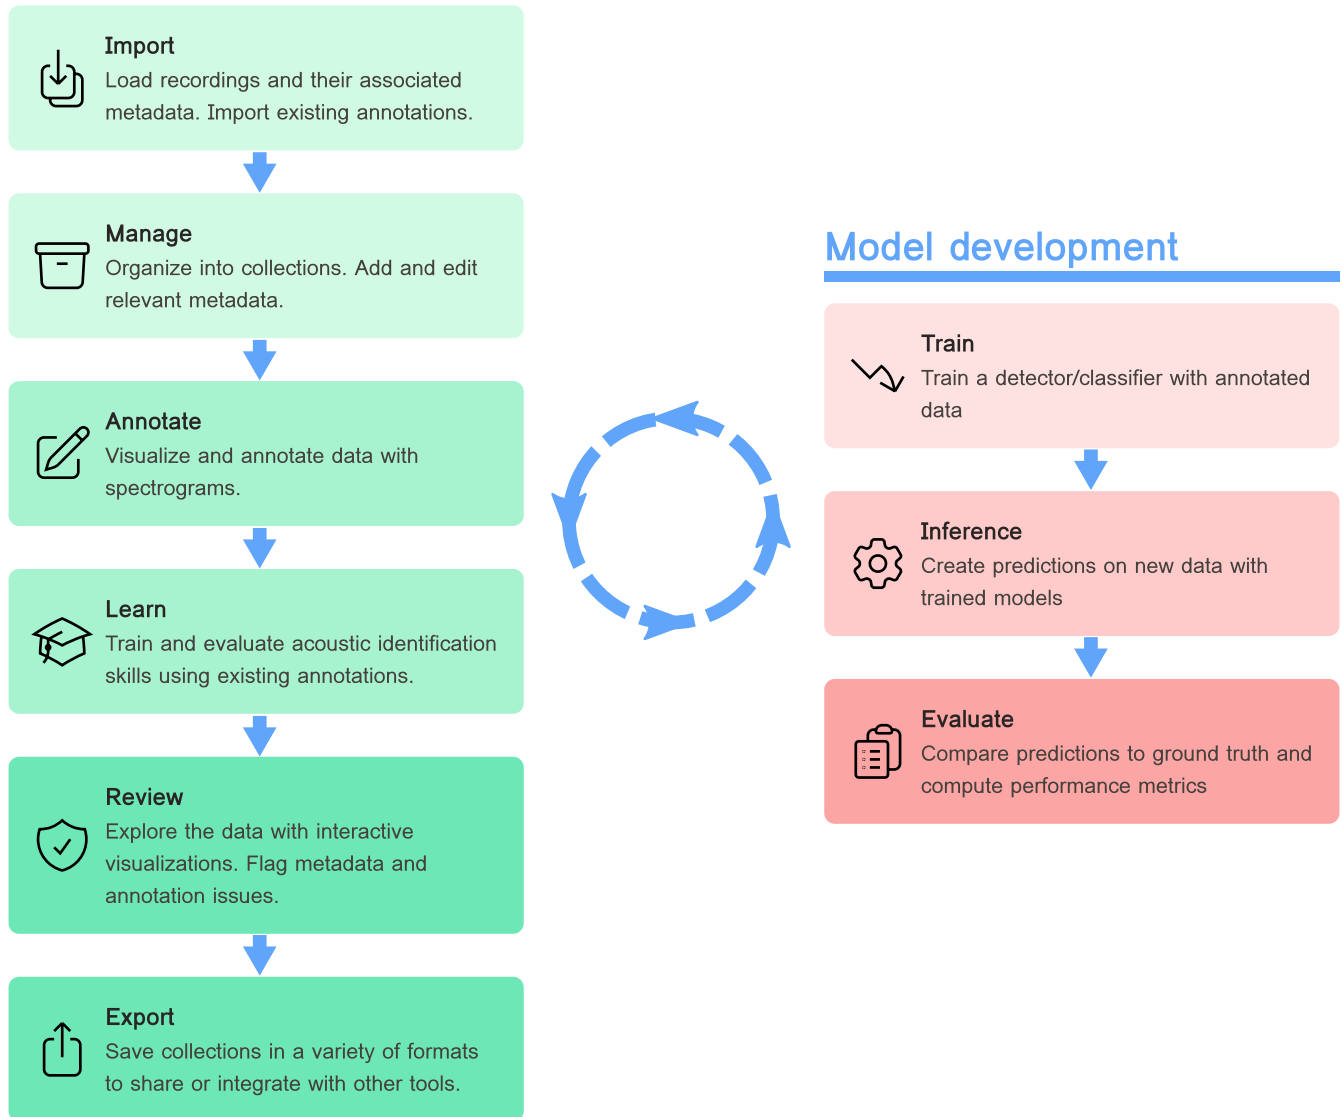 Import
Load recordings and their associated
metadata. Import existing annotations.
Manage
Organize into collections. Add and edit
relevant metadata.
Annotate
Visualize and annotate data with
spectrograms.
Learn
Train and evaluate acoustic identification
skills using existing annotations.
Review
Explore the data with interactive
visualizations. Flag metadata and
annotation issues.
Export
Save collections in a variety of formats
to share or integrate with other tools.
Model development
Train
Train a detector/classifier with annotated
data
Inference
Create predictions on new data with
trained models
Evaluate
Compare predictions to ground truth and
compute performance metrics